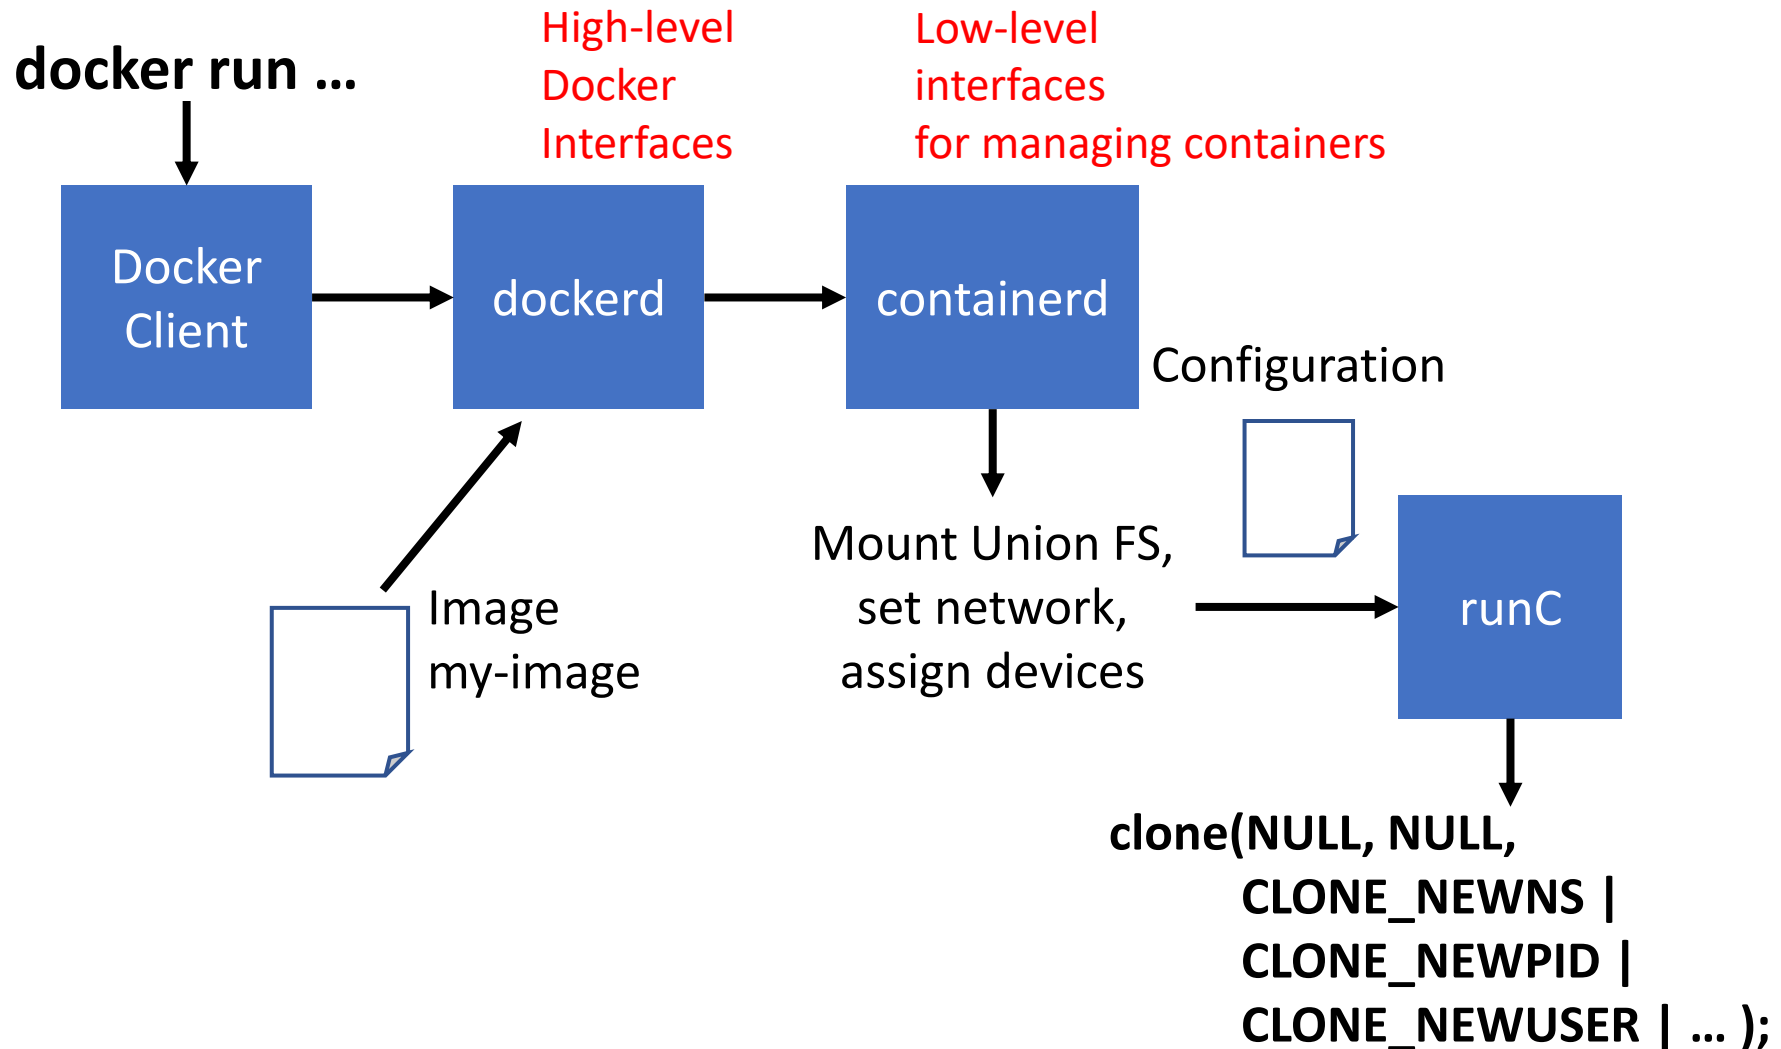 docker run …
High-level
Docker
Interfaces
Low-level
interfaces
for managing containers
Docker
Client
dockerd
containerd
Configuration
Image
my-image
Mount Union FS,
set network,
assign devices
runC
clone(NULL, NULL,
CLONE_NEWNS |
CLONE_NEWPID |
CLONE_NEWUSER | … );